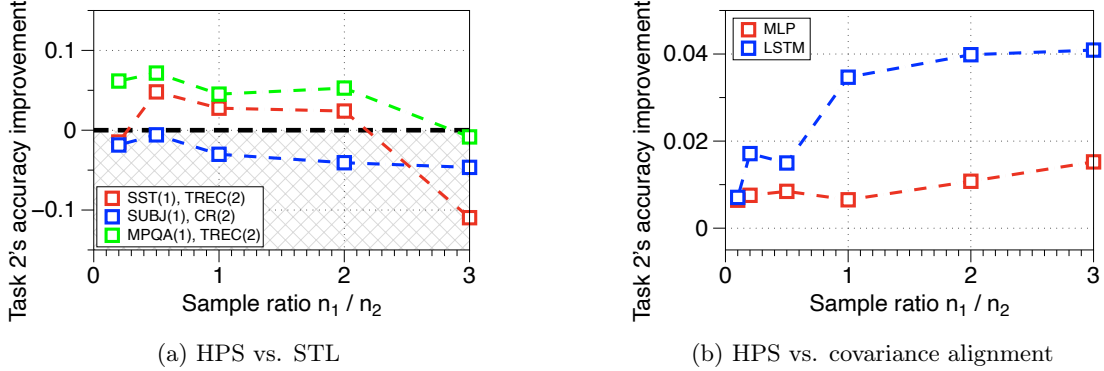 Task 2's accuracy improvement
0.1
0
−0.1
SST(1), TREC(2)
SUBJ(1), CR(2)
MPQA(1), TREC(2)
0 1 2 3
Sample ratio n₁ / n₂
(a) HPS vs. STL
Task 2's accuracy improvement
0.04
0.02
0
MLP
LSTM
0 1 2 3
Sample ratio n₁ / n₂
(b) HPS vs. covariance alignment